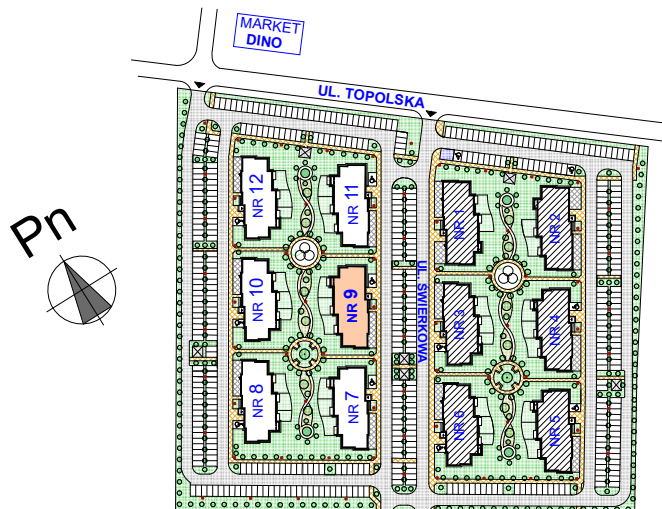 MARKET
DINO
UL. TOPOLSKA
Pn
NR 12
NR 11
NR 1
NR 2
NR 10
NR 9
UL. SWIERKOWA
NR 3
NR 4
NR 8
NR 7
NR 6
NR 5